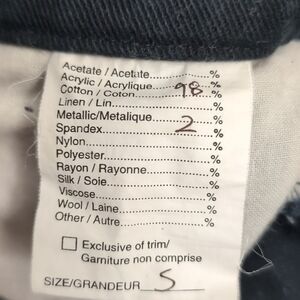 Acetate / Acetate..................%
Acrylic / Acrylique.................%
Cotton / Coton........98........%
Linen / Lin..........................%
Metallic/Metalique.................%
Spandex..............2............%
Nylon.................................%
Polyester............................%
Rayon / Rayonne..................%
Silk / Soie..........................%
Viscose..............................%
Wool / Laine........................%
Other / Autre.......................%
Exclusive of trim/
Garniture non comprise
SIZE/GRANDEUR S